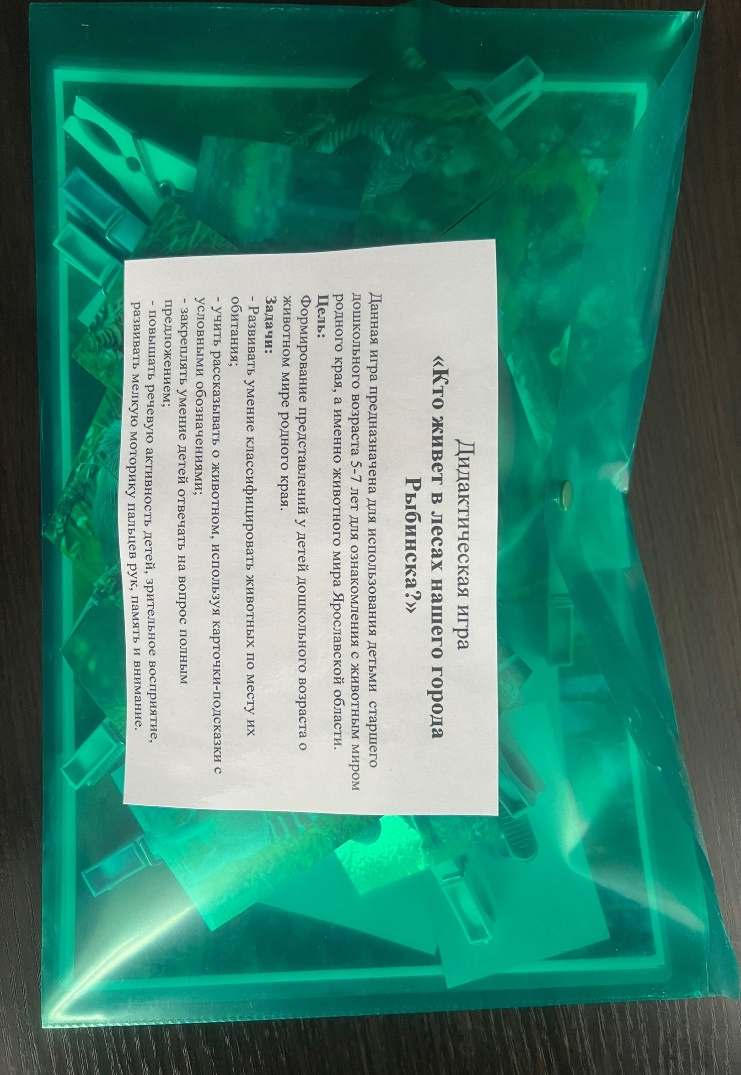 Дидактическая игра
«Кто живет в лесах нашего города
Рыбинска?»
Данная игра предназначена для использования детьми старшего
дошкольного возраста 5-7 лет для ознакомления с животным миром
родного края, а именно животного мира Ярославской области.
Цель:
Формирование представлений у детей дошкольного возраста о
животном мире родного края.
Задачи:
- Развивать умение классифицировать животных по месту их
обитания;
- учить рассказывать о животном, используя карточки-подсказки с
условными обозначениями;
- закреплять умение детей отвечать на вопрос полным
предложением;
- повышать речевую активность детей, зрительное восприятие,
развивать мелкую моторику пальцев рук, память и внимание.